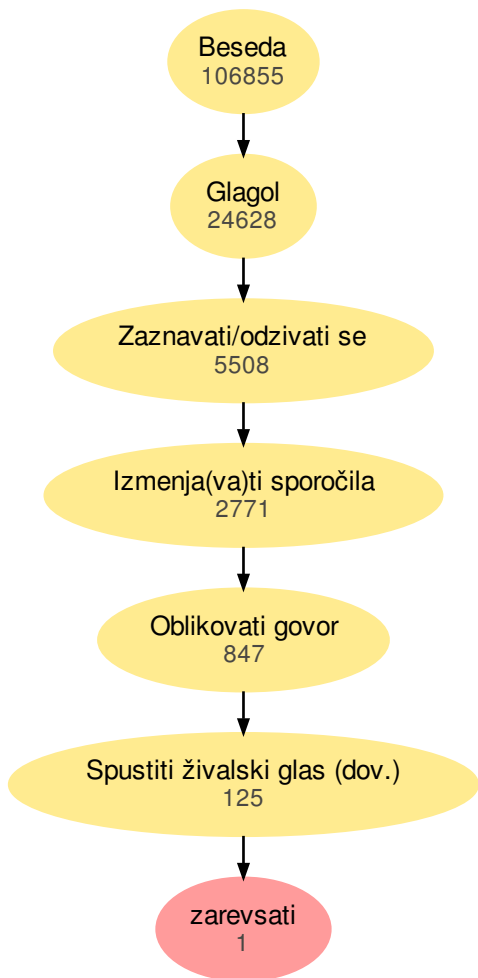 Beseda
106855
Glagol
24628
Zaznavati/odzivati se
5508
Izmenja(va)ti sporočila
2771
Oblikovati govor
847
Spustiti živalski glas (dov.)
125
zarevsati
1